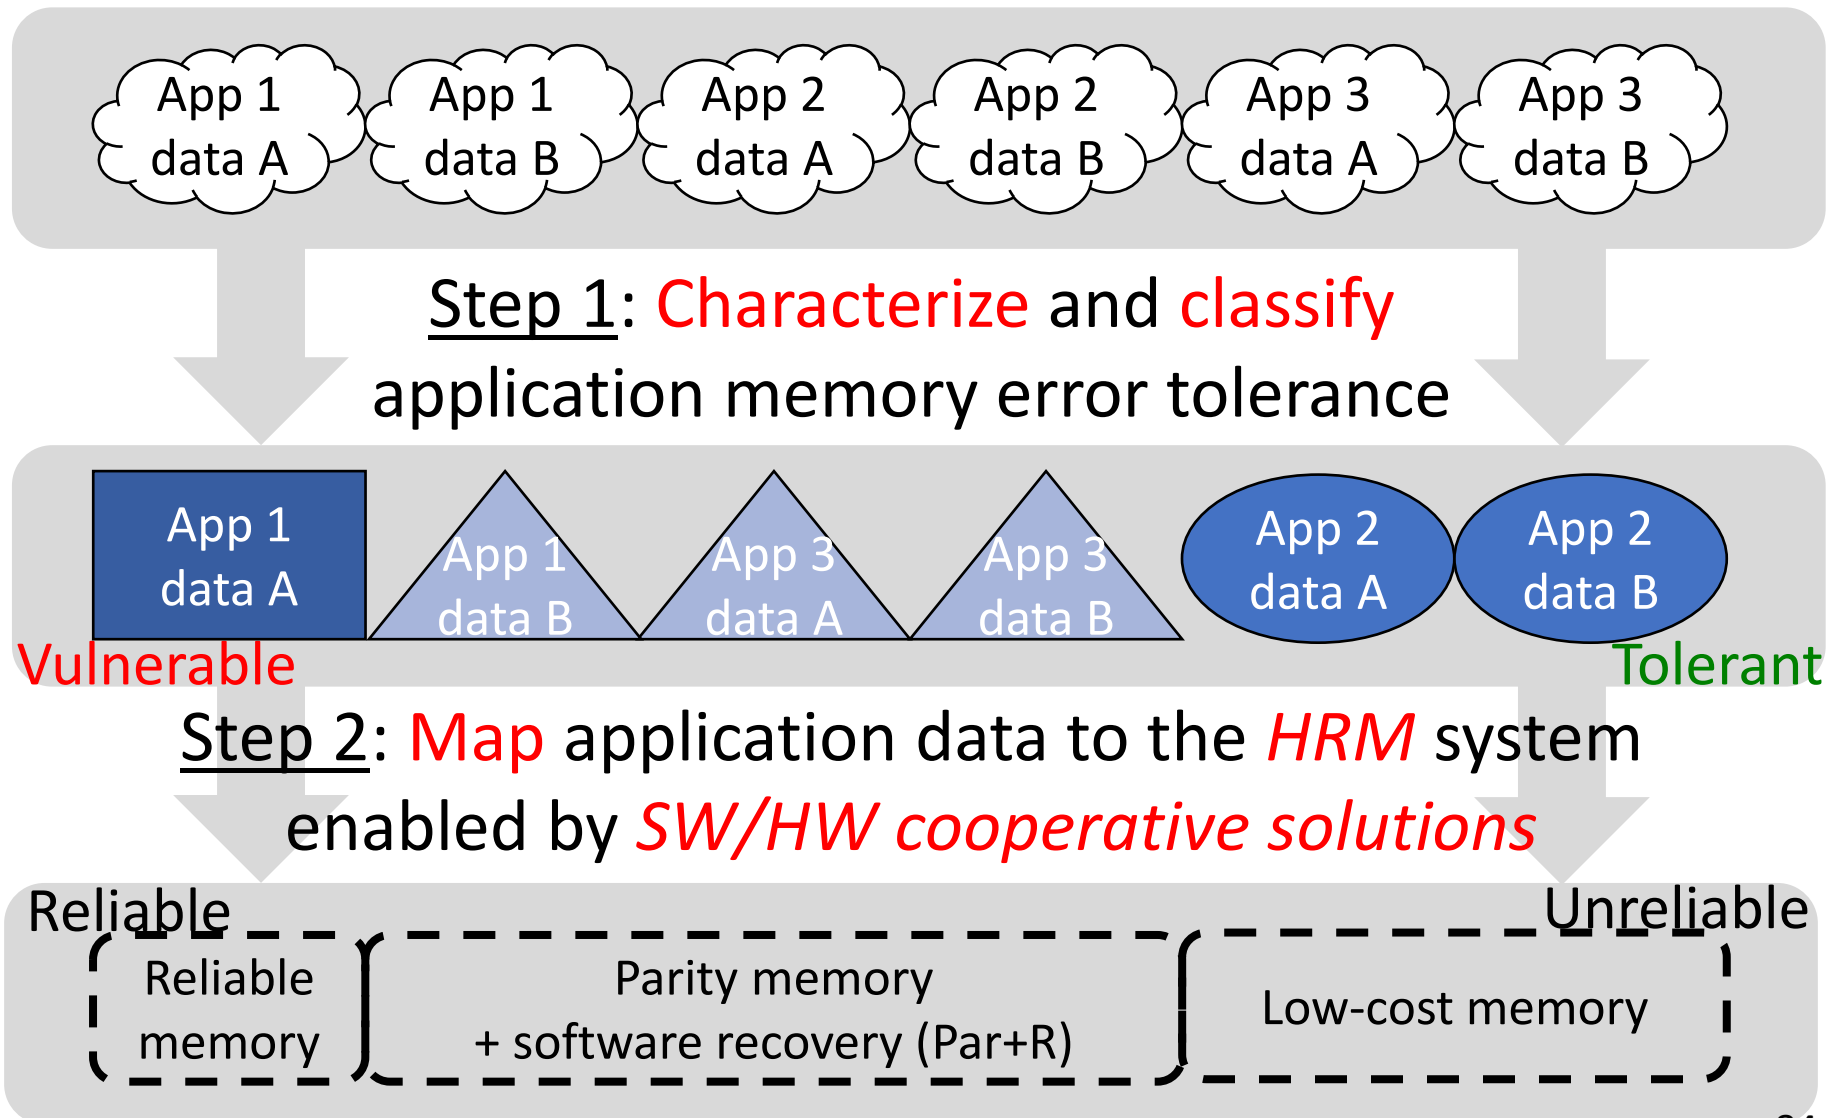 App 1
data A
App 1
data B
App 2
data A
App 2
data B
App 3
data A
App 3
data B
Step 1: Characterize and classify
application memory error tolerance
App 1
data A
App 1
data B
App 3
data A
App 3
data B
App 2
data A
App 2
data B
Vulnerable
Tolerant
Step 2: Map application data to the HRM system
enabled by SW/HW cooperative solutions
Reliable
Unreliable
Reliable
memory
Parity memory
+ software recovery (Par+R)
Low-cost memory